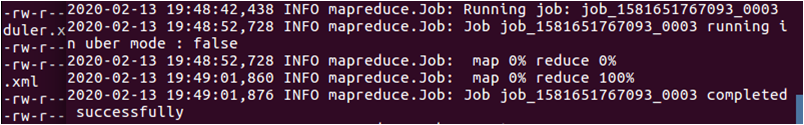 -rw-r--2020-02-13 19:48:42,438 INFO mapreduce.Job: Running job: job_1581651767093_0003
duler.x2020-02-13 19:48:52,728 INFO mapreduce.Job: Job job_1581651767093_0003 running i
-rw-r--n uber mode : false
-rw-r--2020-02-13 19:48:52,728 INFO mapreduce.Job:  map 0% reduce 0%
.xml 2020-02-13 19:49:01,860 INFO mapreduce.Job:  map 0% reduce 100%
-rw-r--2020-02-13 19:49:01,876 INFO mapreduce.Job: Job job_1581651767093_0003 completed
-rw-r-- successfully